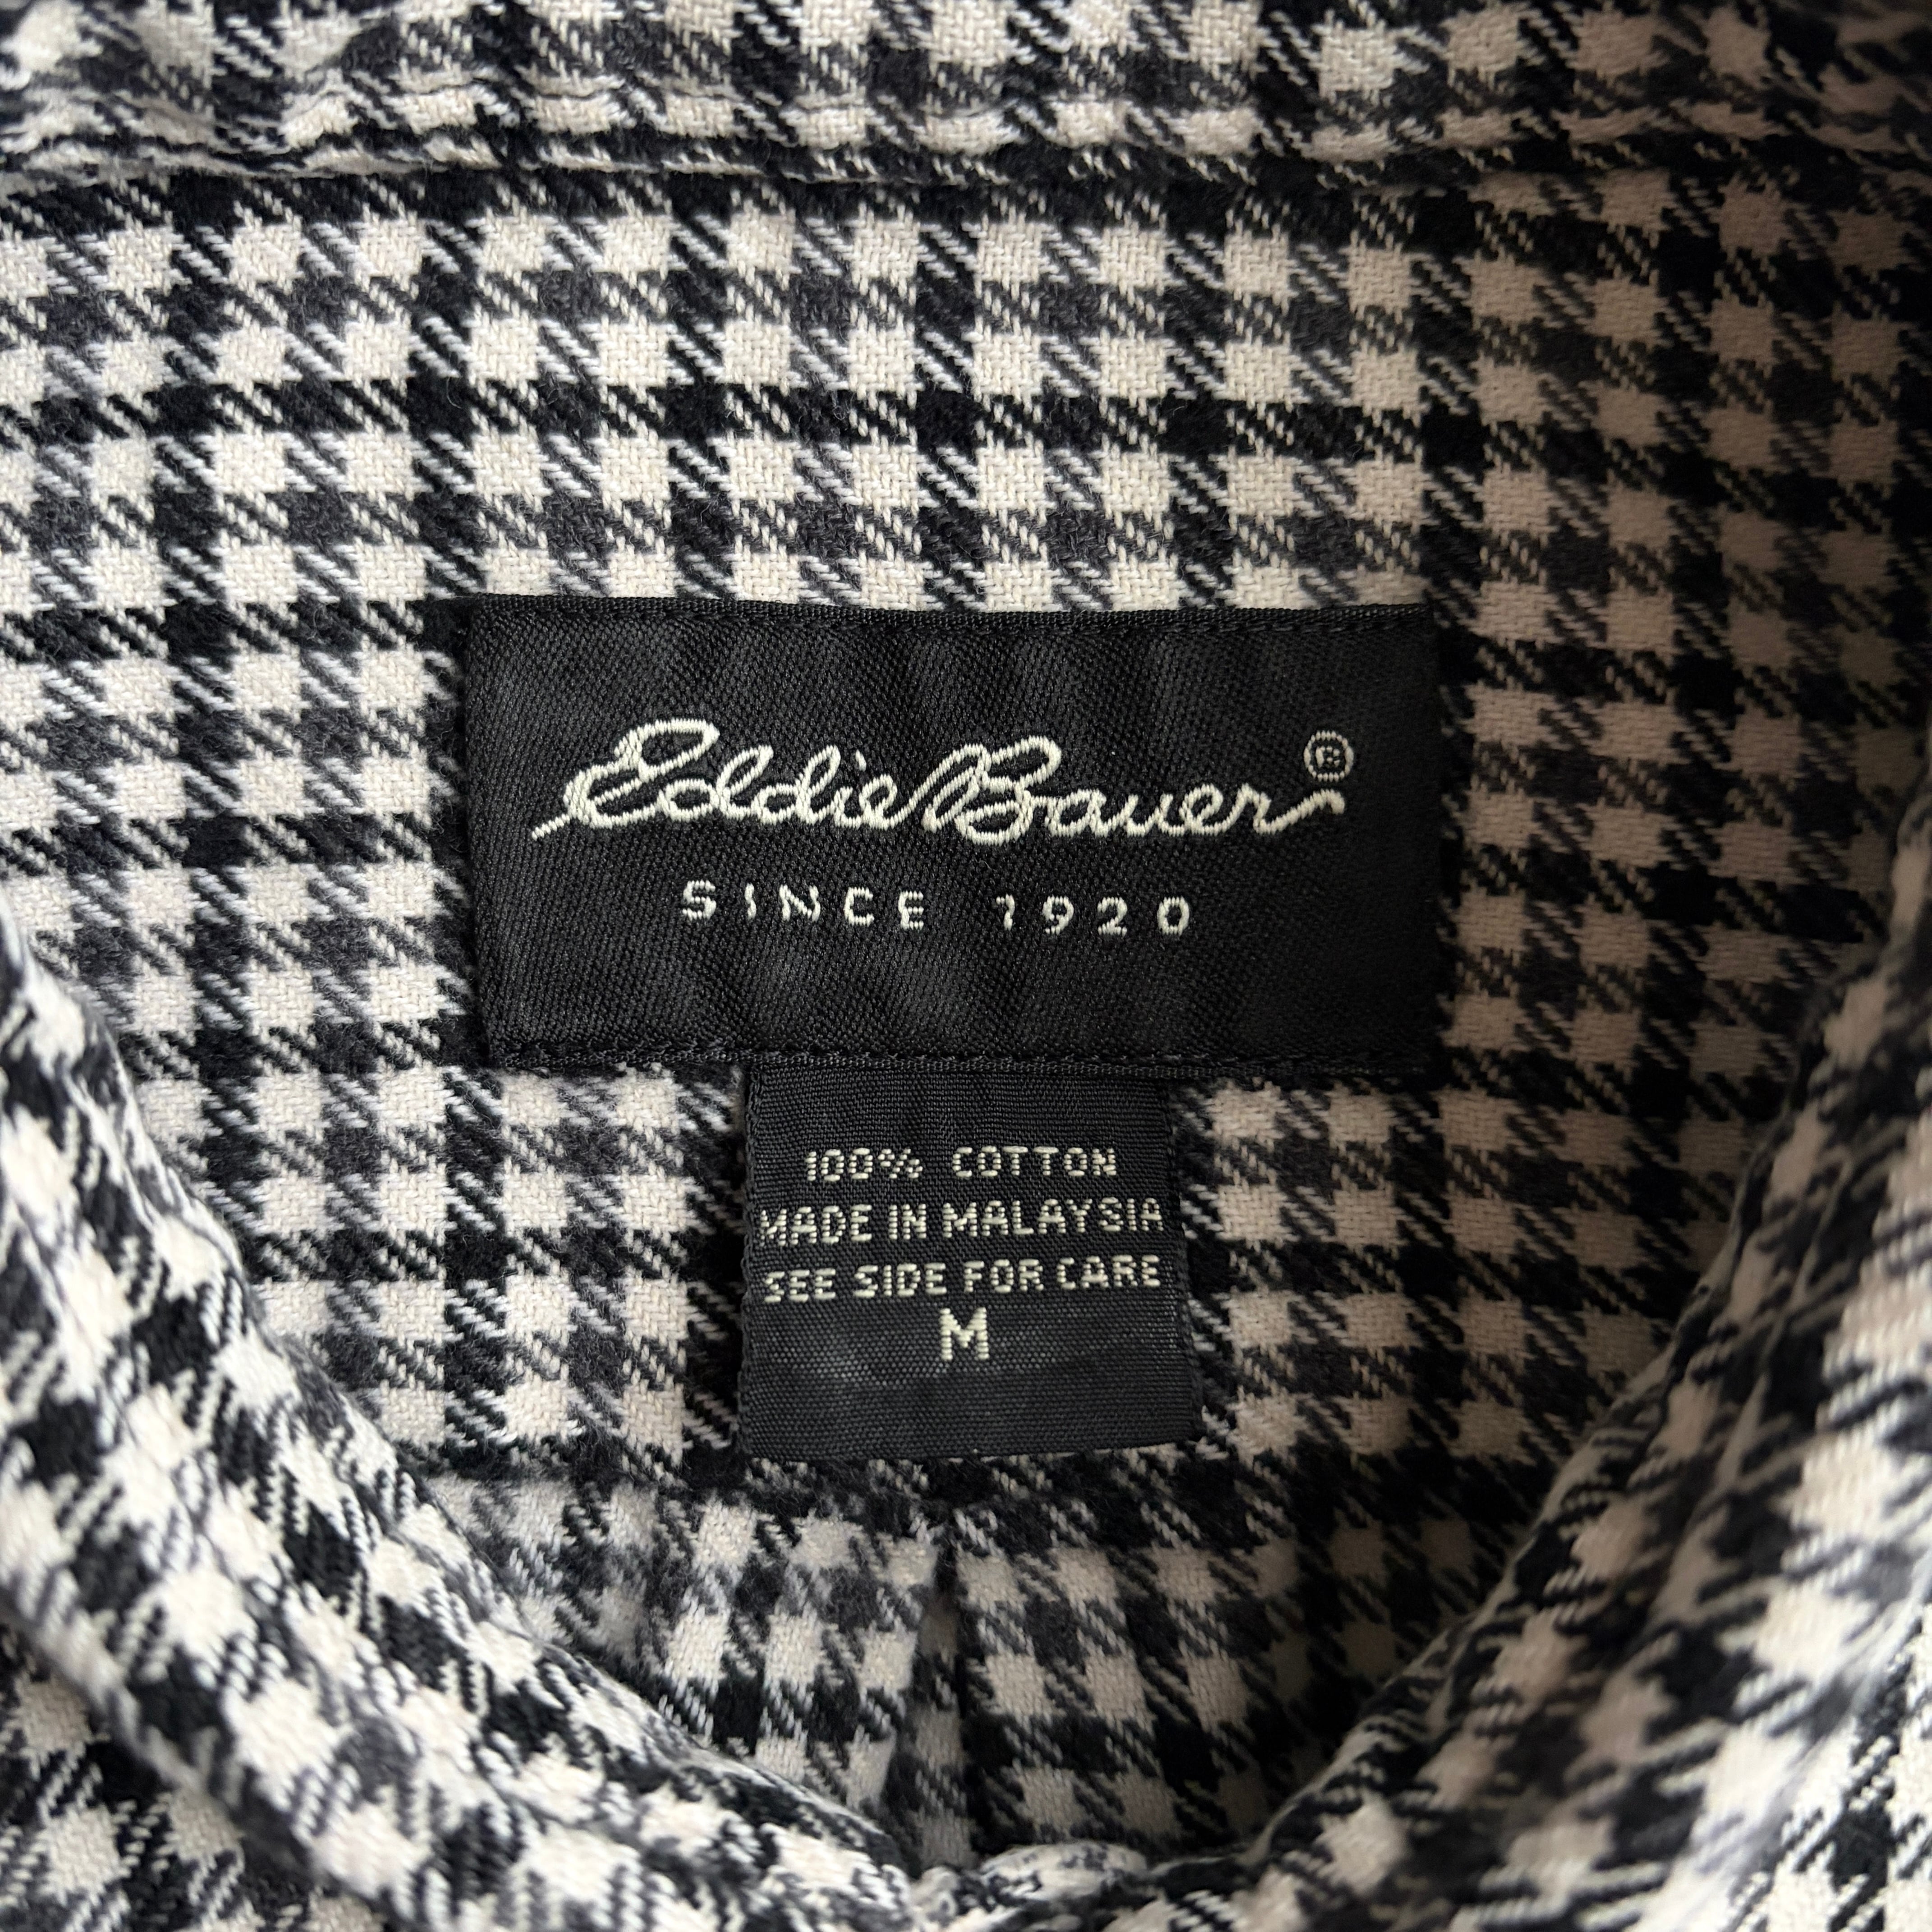 Eddie Bauer ®
SINCE 1920
100% COTTON
MADE IN MALAYSIA
SEE SIDE FOR CARE
M